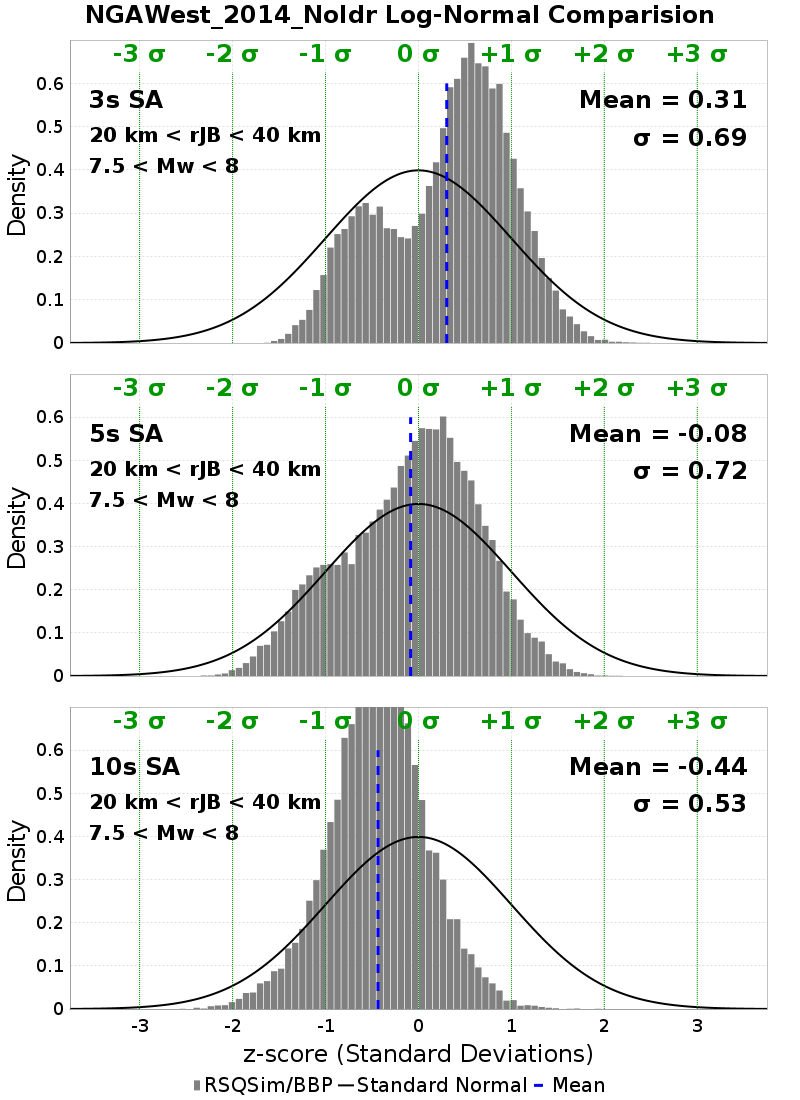 NGAWest_2014_NoIdr Log-Normal Comparision
-3 σ -2 σ -1 σ 0 σ +1 σ +2 σ +3 σ
0.6
3s SA Mean = 0.31
0.5
20 km < rJB < 40 km σ = 0.69
0.4
7.5 < Mw < 8
0.3
0.2
0.1
0
Density
-3 σ -2 σ -1 σ 0 σ +1 σ +2 σ +3 σ
0.6
5s SA Mean = -0.08
0.5
20 km < rJB < 40 km σ = 0.72
0.4
7.5 < Mw < 8
0.3
0.2
0.1
0
Density
-3 σ -2 σ -1 σ 0 σ +1 σ +2 σ +3 σ
0.6
10s SA Mean = -0.44
0.5
20 km < rJB < 40 km σ = 0.53
0.4
7.5 < Mw < 8
0.3
0.2
0.1
0
Density
-3 -2 -1 0 1 2 3
z-score (Standard Deviations)
RSQSim/BBP Standard Normal Mean